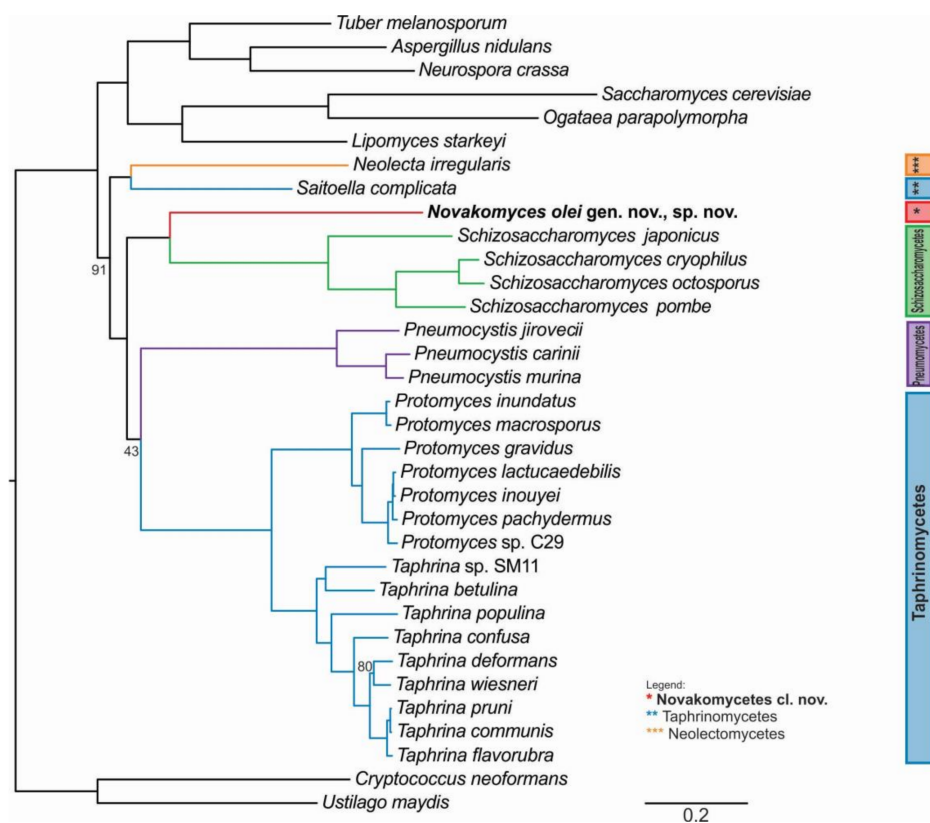 Tuber melanosporum
Aspergillus nidulans
Neurospora crassa
Saccharomyces cerevisiae
Ogataea parapolymorpha
Lipomyces starkeyi
Neolecta irregularis
***
Saitoella complicata
**
Novakomyces olei gen. nov., sp. nov.
*
Schizosaccharomyces japonicus
Schizosaccharomyces cryophilus
Schizosaccharomyces octosporus
Schizosaccharomyces pombe
Schizosaccharomycetes
91
Pneumocystis jirovecii
Pneumocystis carinii
Pneumocystis murina
Pneumomycetes
Protomyces inundatus
Protomyces macrosporus
43
Protomyces gravidus
Protomyces lactucaedebilis
Protomyces inouyei
Protomyces pachydermus
Protomyces sp. C29
Taphrina sp. SM11
Taphrina betulina
Taphrina populina
Taphrina confusa
80
Taphrina deformans
Taphrina wiesneri
Taphrina pruni
Taphrina communis
Taphrina flavorubra
Taphrinomycetes
Legend:
* Novakomycetes cl. nov.
** Taphrinomycetes
*** Neolectomycetes
Cryptococcus neoformans
Ustilago maydis
0.2